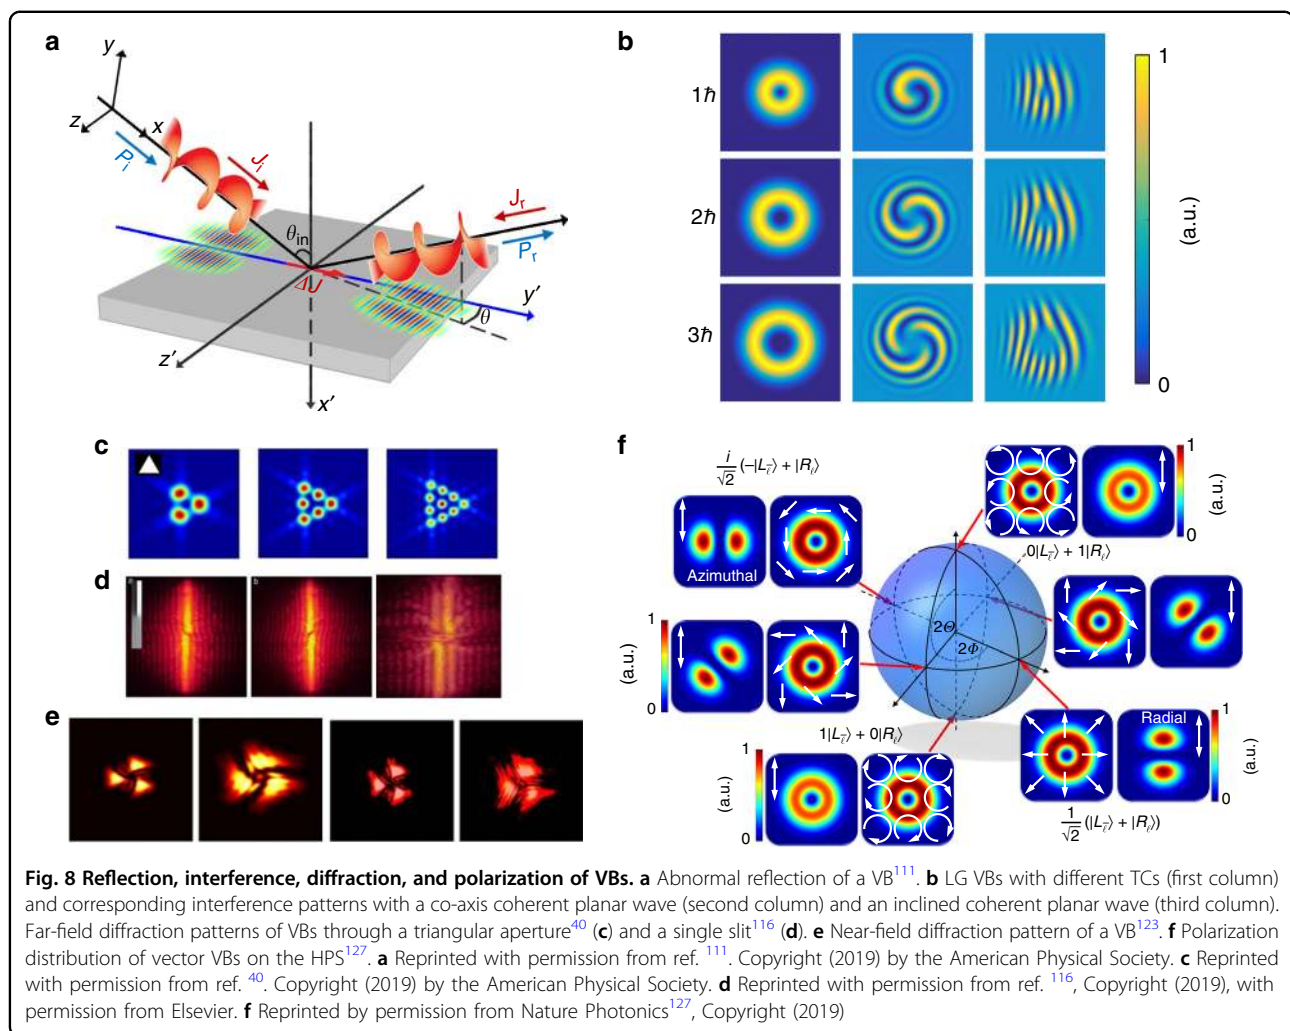 a
y
z
x
P_i
J_i
θ_in
J_r
P_r
ΔJ
y′
θ
z′
x′
b
1ħ
2ħ
3ħ
1
0
(a.u.)
c
d
a
b
e
f
i/√2 (−|L_ℓ̄⟩ + |R_ℓ⟩)
Azimuthal
1
(a.u.)
0
0|L_ℓ̄⟩ + 1|R_ℓ⟩
2Θ
2Φ
1
(a.u.)
0
1|L_ℓ̄⟩ + 0|R_ℓ⟩
1
(a.u.)
0
Radial
1
(a.u.)
0
1/√2 (|L_ℓ̄⟩ + |R_ℓ⟩)
Fig. 8 Reflection, interference, diffraction, and polarization of VBs. a Abnormal reflection of a VB111. b LG VBs with different TCs (first column)
and corresponding interference patterns with a co-axis coherent planar wave (second column) and an inclined coherent planar wave (third column).
Far-field diffraction patterns of VBs through a triangular aperture40 (c) and a single slit116 (d). e Near-field diffraction pattern of a VB123. f Polarization
distribution of vector VBs on the HPS127. a Reprinted with permission from ref. 111. Copyright (2019) by the American Physical Society. c Reprinted
with permission from ref. 40. Copyright (2019) by the American Physical Society. d Reprinted with permission from ref. 116, Copyright (2019), with
permission from Elsevier. f Reprinted by permission from Nature Photonics127, Copyright (2019)